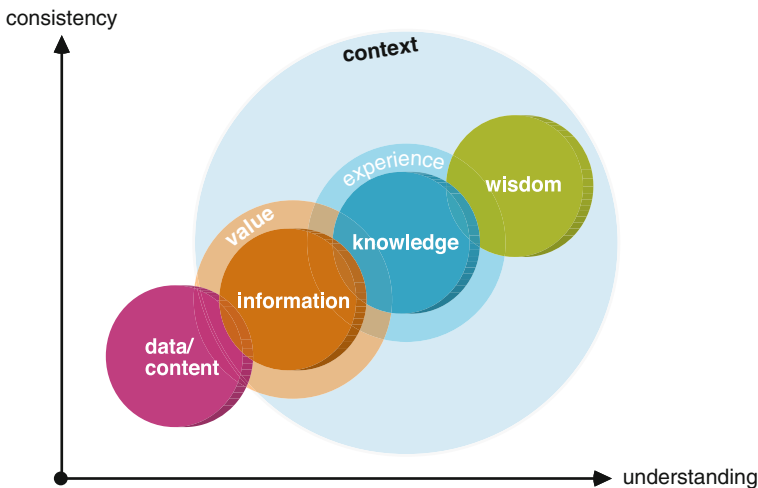 consistency
context
experience
wisdom
value
knowledge
information
data/
content
understanding